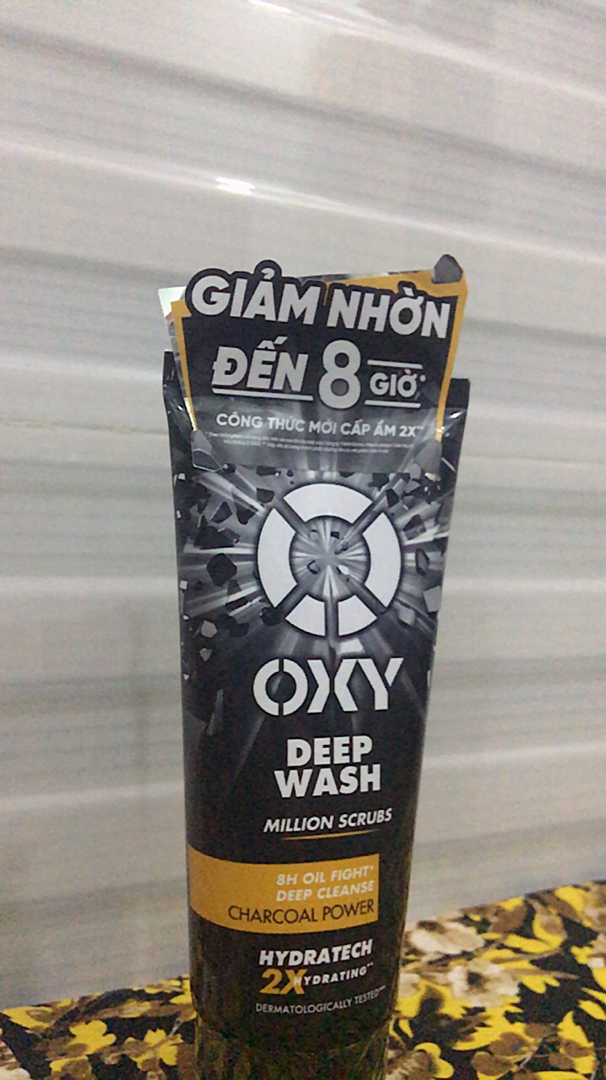 GIẢM NHỜN
ĐẾN 8 GIỜ*
CÔNG THỨC MỚI CẤP ẨM 2X**
OXY
DEEP
WASH
MILLION SCRUBS
8H OIL FIGHT*
DEEP CLEANSE
CHARCOAL POWER
HYDRATECH
2X HYDRATING**
DERMATOLOGICALLY TESTED***